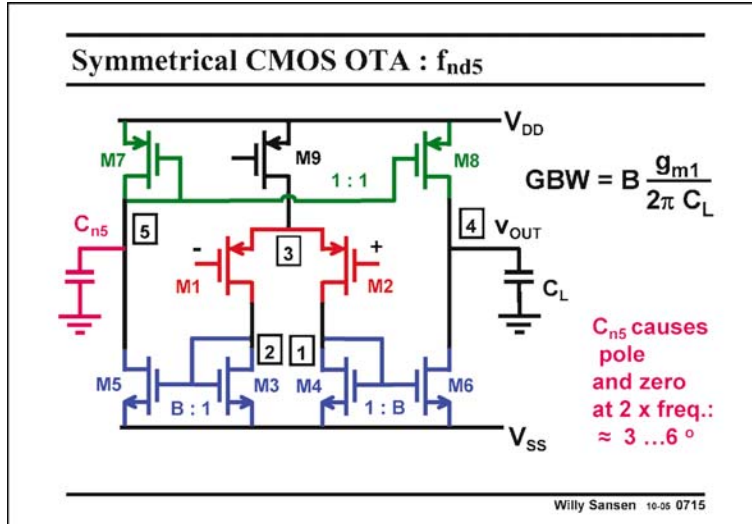 Symmetrical CMOS OTA : fnd5
VDD
M7
M9
M8
1 : 1
GBW = B gm1 / 2π CL
Cn5
5
4
vOUT
3
-
+
M1
M2
CL
2
1
M5
M3
M4
M6
B : 1
1 : B
VSS
Cn5 causes
pole
and zero
at 2 x freq.:
≈ 3 ...6 °
Willy Sansen 10-05 0715